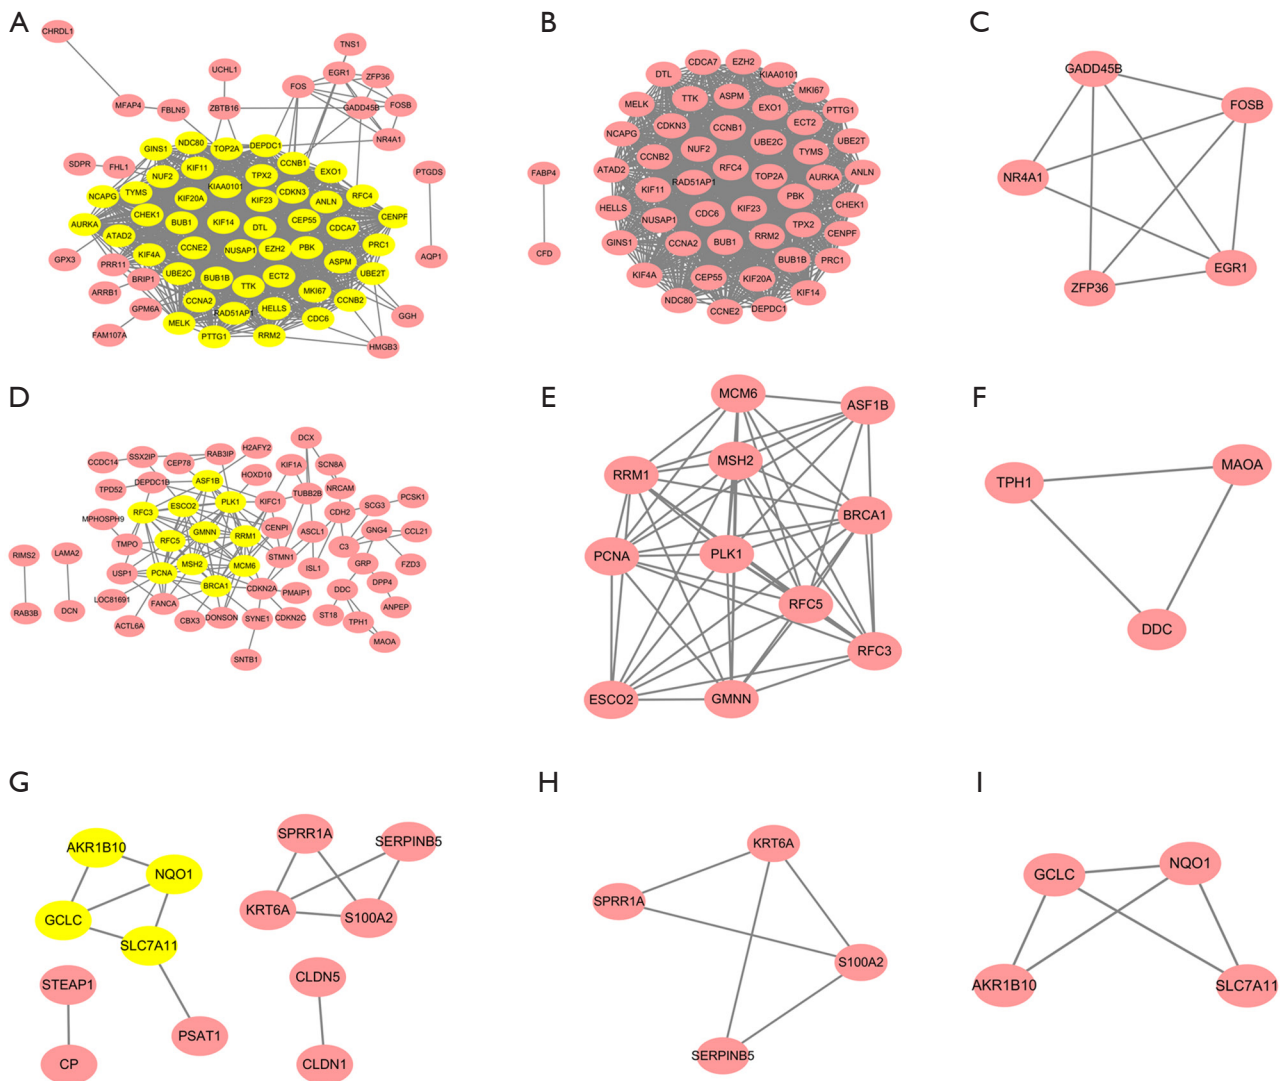 A
CHRDL1
TNS1
UCHL1
EGR1
ZFP36
FOS
MFAP4
FBLN5
ZBTB16
GADD45B
FOSB
NR4A1
GINS1
NDC80
TOP2A
DEPDC1
CCNB1
SDPR
FHL1
NUF2
KIF11
TPX2
EXO1
PTGDS
NCAPG
TYMS
KIAA0101
CDKN3
RFC4
KIF20A
KIF23
ANLN
AURKA
CHEK1
BUB1
KIF14
DTL
CEP55
CDCA7
CENPF
ATAD2
CCNE2
NUSAP1
EZH2
PBK
PRC1
GPX3
PRR11
KIF4A
ASPM
AQP1
BRIP1
UBE2C
BUB1B
TTK
ECT2
UBE2T
ARRB1
CCNA2
MKI67
CCNB2
GPM6A
RAD51AP1
HELLS
CDC6
GGH
FAM107A
MELK
PTTG1
RRM2
HMGB3
B
CDCA7
EZH2
DTL
KIAA0101
MKI67
MELK
TTK
ASPM
EXO1
PTTG1
NCAPG
CDKN3
CCNB1
ECT2
UBE2T
NUF2
UBE2C
TYMS
ATAD2
CCNB2
RFC4
TOP2A
AURKA
ANLN
FABP4
KIF11
RAD51AP1
PBK
CHEK1
HELLS
NUSAP1
CDC6
KIF23
TPX2
CENPF
GINS1
CCNA2
BUB1
RRM2
BUB1B
PRC1
CFD
KIF4A
CEP55
KIF20A
KIF14
NDC80
CCNE2
DEPDC1
C
GADD45B
FOSB
NR4A1
EGR1
ZFP36
D
DCX
H2AFY2
CCDC14
SSX2IP
CEP78
RAB3IP
KIF1A
SCN8A
TPD52
DEPDC1B
ASF1B
HOXD10
TUBB2B
NRCAM
PCSK1
ESCO2
PLK1
KIFC1
CDH2
SCG3
MPHOSPH9
RFC3
CENPI
GNG4
CCL21
TMPO
RFC5
GMNN
RRM1
ASCL1
C3
RIMS2
LAMA2
STMN1
ISL1
GRP
FZD3
USP1
PCNA
MSH2
MCM6
DPP4
LOC81691
FANCA
BRCA1
CDKN2A
PMAIP1
DDC
ANPEP
RAB3B
DCN
ACTL6A
CBX3
DONSON
SYNE1
CDKN2C
ST18
TPH1
MAOA
SNTB1
E
MCM6
ASF1B
RRM1
MSH2
BRCA1
PCNA
PLK1
RFC5
RFC3
ESCO2
GMNN
F
MAOA
TPH1
DDC
G
AKR1B10
NQO1
GCLC
SLC7A11
SPRR1A
SERPINB5
KRT6A
S100A2
STEAP1
CLDN5
PSAT1
CP
CLDN1
H
KRT6A
SPRR1A
S100A2
SERPINB5
I
GCLC
NQO1
AKR1B10
SLC7A11